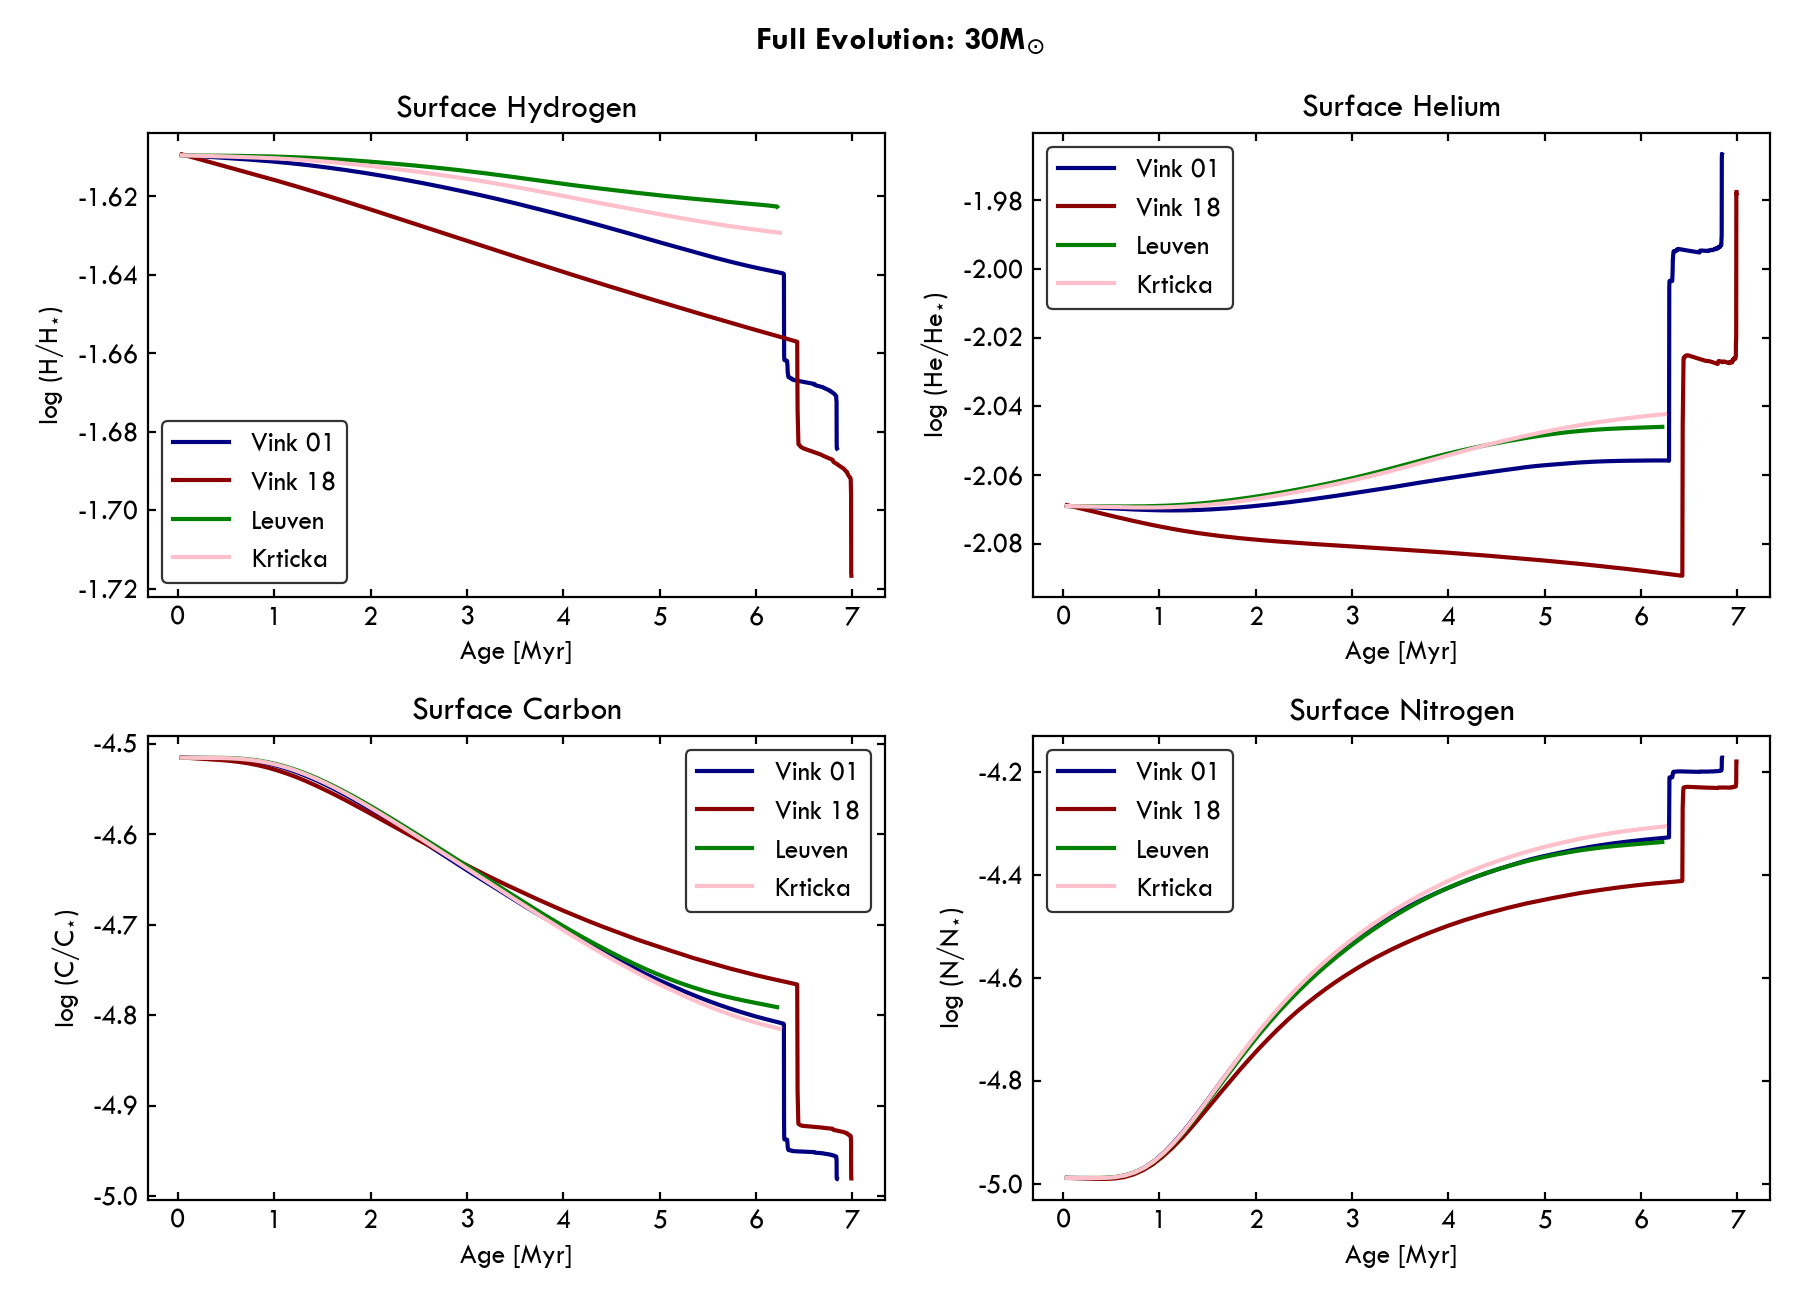 Full Evolution: 30M☉
Surface Hydrogen
log (H/H⋆)
-1.62
-1.64
-1.66
-1.68
-1.70
-1.72
Vink 01
Vink 18
Leuven
Krticka
0 1 2 3 4 5 6 7
Age [Myr]
Surface Helium
log (He/He⋆)
-1.98
-2.00
-2.02
-2.04
-2.06
-2.08
Vink 01
Vink 18
Leuven
Krticka
0 1 2 3 4 5 6 7
Age [Myr]
Surface Carbon
log (C/C⋆)
-4.5
-4.6
-4.7
-4.8
-4.9
-5.0
Vink 01
Vink 18
Leuven
Krticka
0 1 2 3 4 5 6 7
Age [Myr]
Surface Nitrogen
log (N/N⋆)
-4.2
-4.4
-4.6
-4.8
-5.0
Vink 01
Vink 18
Leuven
Krticka
0 1 2 3 4 5 6 7
Age [Myr]